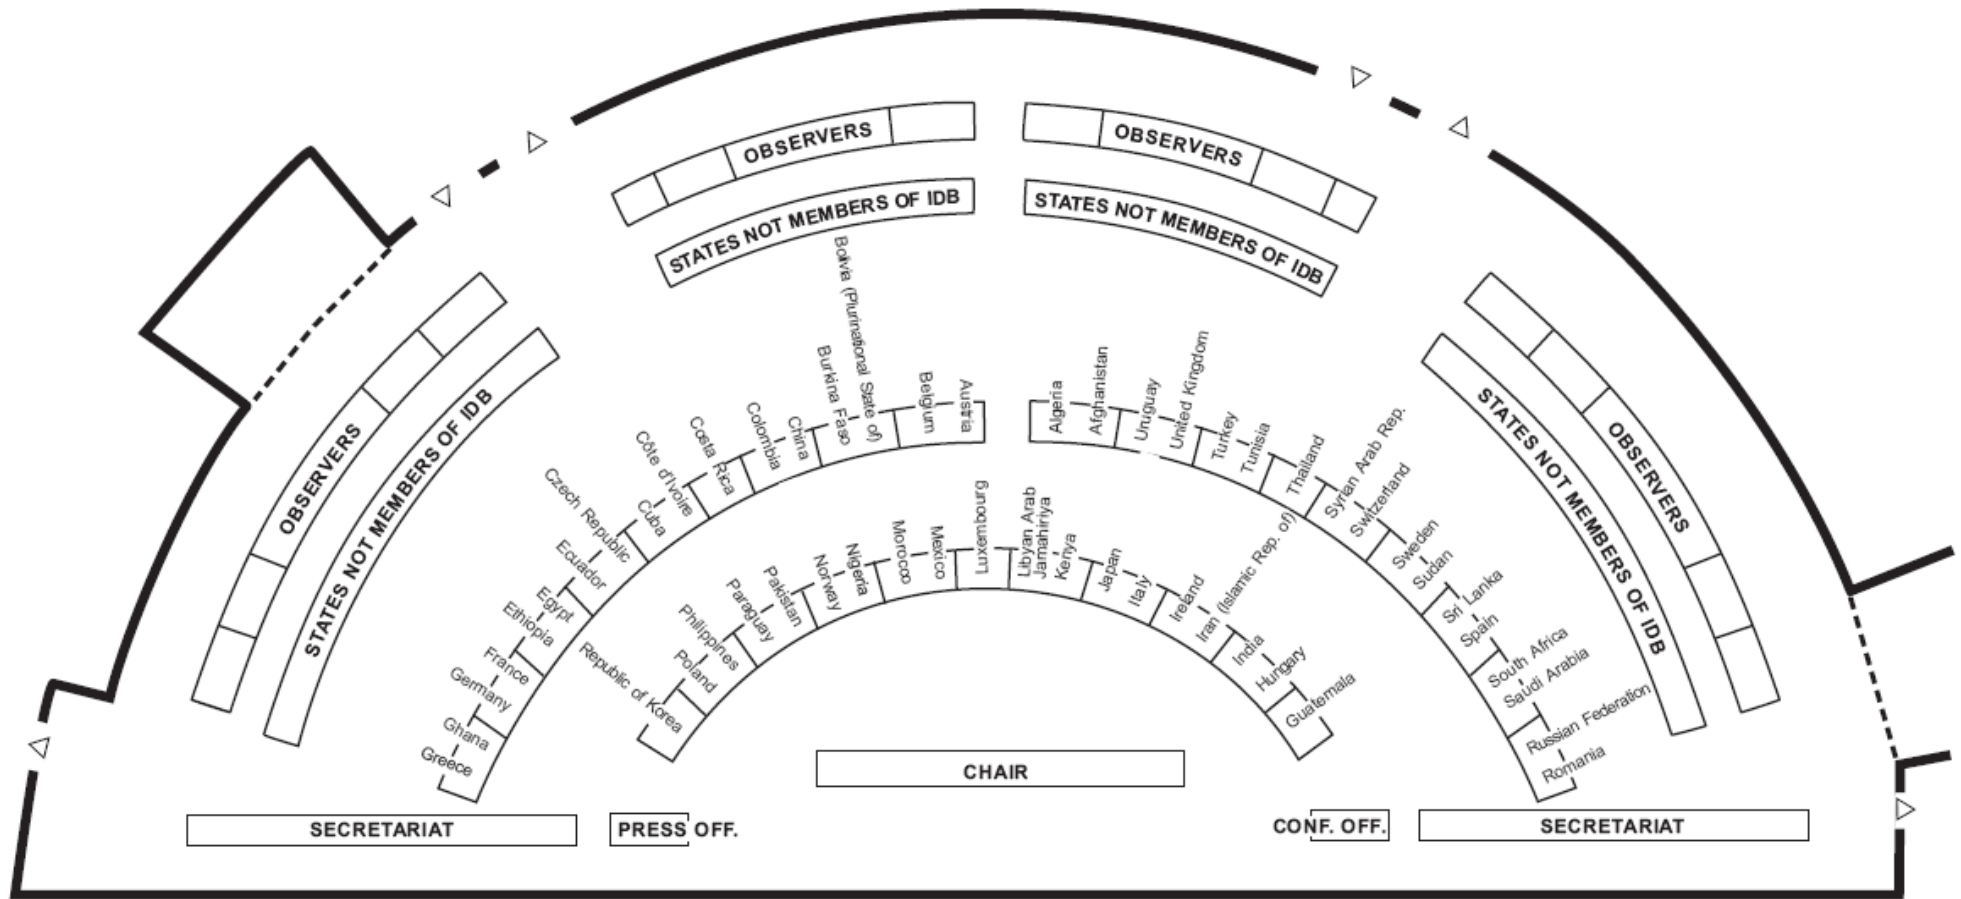 OBSERVERS
OBSERVERS
STATES NOT MEMBERS OF IDB
STATES NOT MEMBERS OF IDB
OBSERVERS
STATES NOT MEMBERS OF IDB
STATES NOT MEMBERS OF IDB
OBSERVERS
Greece
Ghana
Germany
France
Ethiopia
Egypt
Ecuador
Czech Republic
Cuba
Côte d'Ivoire
Costa Rica
Colombia
China
Burkina Faso
Bolivia (Plurinational State of)
Belgium
Austria
Algeria
Afghanistan
Uruguay
United Kingdom
Turkey
Tunisia
Thailand
Syrian Arab Rep.
Switzerland
Sweden
Sudan
Sri Lanka
Spain
South Africa
Saudi Arabia
Russian Federation
Romania
Republic of Korea
Poland
Philippines
Paraguay
Pakistan
Norway
Nigeria
Morocco
Mexico
Luxembourg
Libyan Arab
Jamahiriya
Kenya
Japan
Italy
Ireland
Iran (Islamic Rep. of)
India
Hungary
Guatemala
CHAIR
SECRETARIAT
PRESS OFF.
CONF. OFF.
SECRETARIAT